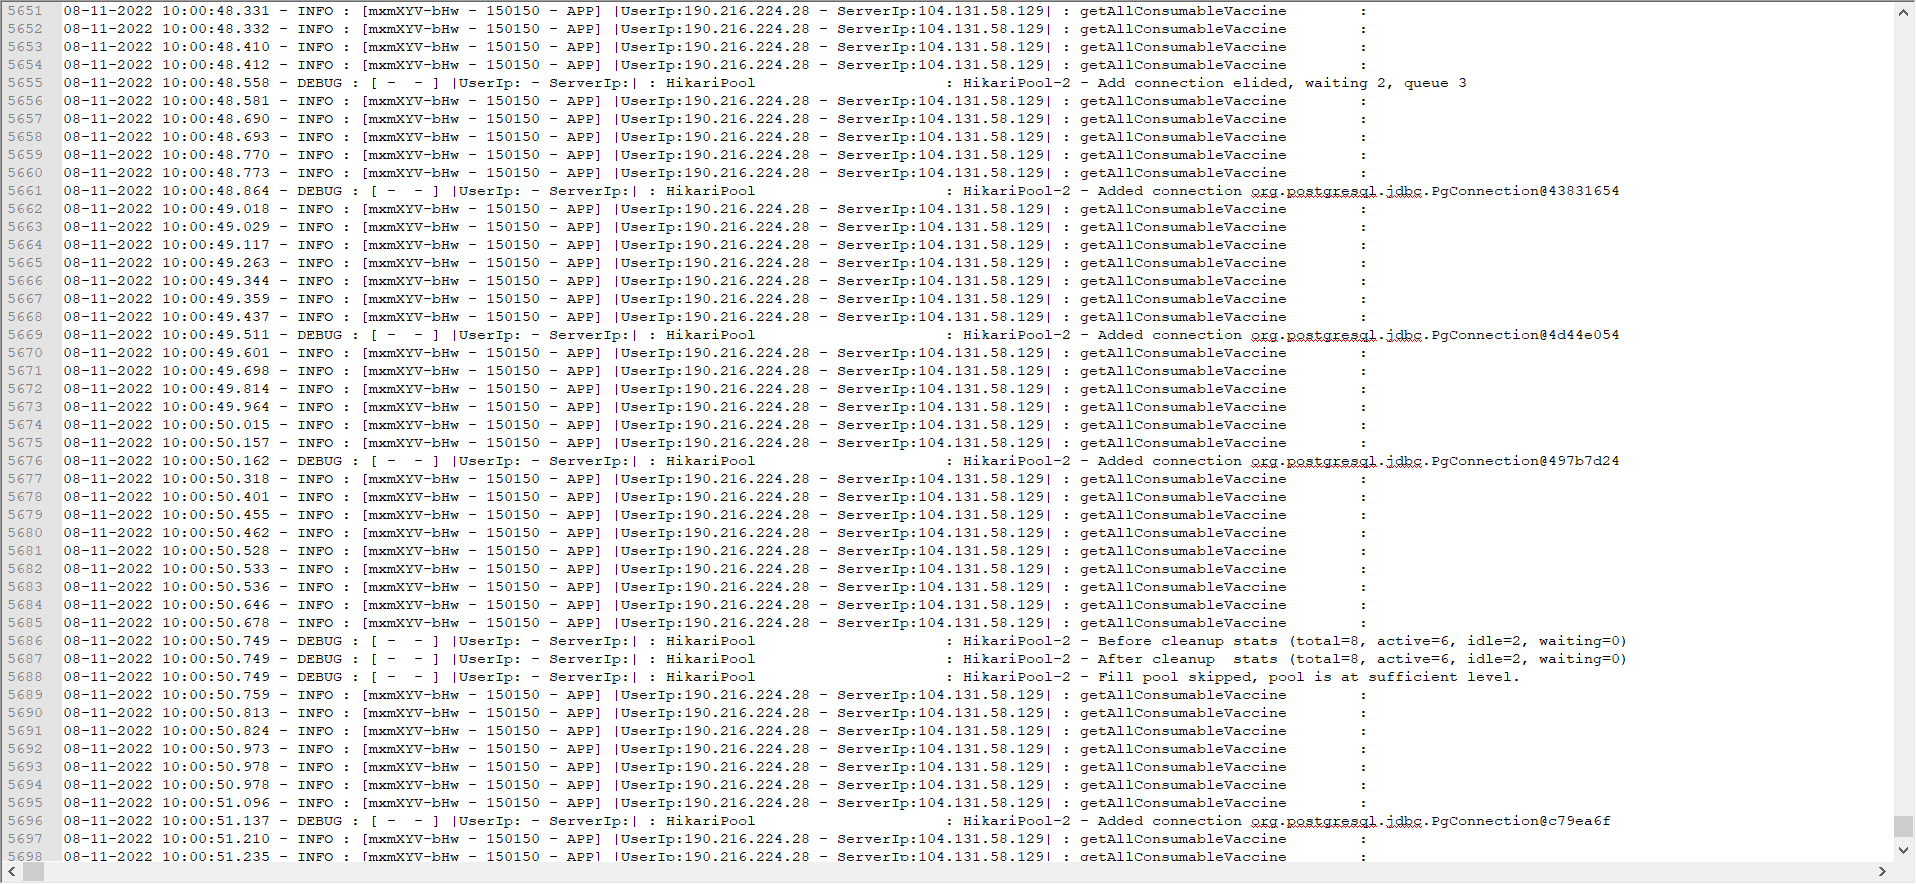 5651 08-11-2022 10:00:48.331 - INFO : [mxmXYV-bHw - 150150 - APP] |UserIp:190.216.224.28 - ServerIp:104.131.58.129| : getAllConsumableVaccine :
5652 08-11-2022 10:00:48.332 - INFO : [mxmXYV-bHw - 150150 - APP] |UserIp:190.216.224.28 - ServerIp:104.131.58.129| : getAllConsumableVaccine :
5653 08-11-2022 10:00:48.410 - INFO : [mxmXYV-bHw - 150150 - APP] |UserIp:190.216.224.28 - ServerIp:104.131.58.129| : getAllConsumableVaccine :
5654 08-11-2022 10:00:48.412 - INFO : [mxmXYV-bHw - 150150 - APP] |UserIp:190.216.224.28 - ServerIp:104.131.58.129| : getAllConsumableVaccine :
5655 08-11-2022 10:00:48.558 - DEBUG : [ - - ] |UserIp: - ServerIp:| : HikariPool : HikariPool-2 - Add connection elided, waiting 2, queue 3
5656 08-11-2022 10:00:48.581 - INFO : [mxmXYV-bHw - 150150 - APP] |UserIp:190.216.224.28 - ServerIp:104.131.58.129| : getAllConsumableVaccine :
5657 08-11-2022 10:00:48.690 - INFO : [mxmXYV-bHw - 150150 - APP] |UserIp:190.216.224.28 - ServerIp:104.131.58.129| : getAllConsumableVaccine :
5658 08-11-2022 10:00:48.693 - INFO : [mxmXYV-bHw - 150150 - APP] |UserIp:190.216.224.28 - ServerIp:104.131.58.129| : getAllConsumableVaccine :
5659 08-11-2022 10:00:48.770 - INFO : [mxmXYV-bHw - 150150 - APP] |UserIp:190.216.224.28 - ServerIp:104.131.58.129| : getAllConsumableVaccine :
5660 08-11-2022 10:00:48.773 - INFO : [mxmXYV-bHw - 150150 - APP] |UserIp:190.216.224.28 - ServerIp:104.131.58.129| : getAllConsumableVaccine :
5661 08-11-2022 10:00:48.864 - DEBUG : [ - - ] |UserIp: - ServerIp:| : HikariPool : HikariPool-2 - Added connection org.postgresql.jdbc.PgConnection@43831654
5662 08-11-2022 10:00:49.018 - INFO : [mxmXYV-bHw - 150150 - APP] |UserIp:190.216.224.28 - ServerIp:104.131.58.129| : getAllConsumableVaccine :
5663 08-11-2022 10:00:49.029 - INFO : [mxmXYV-bHw - 150150 - APP] |UserIp:190.216.224.28 - ServerIp:104.131.58.129| : getAllConsumableVaccine :
5664 08-11-2022 10:00:49.117 - INFO : [mxmXYV-bHw - 150150 - APP] |UserIp:190.216.224.28 - ServerIp:104.131.58.129| : getAllConsumableVaccine :
5665 08-11-2022 10:00:49.263 - INFO : [mxmXYV-bHw - 150150 - APP] |UserIp:190.216.224.28 - ServerIp:104.131.58.129| : getAllConsumableVaccine :
5666 08-11-2022 10:00:49.344 - INFO : [mxmXYV-bHw - 150150 - APP] |UserIp:190.216.224.28 - ServerIp:104.131.58.129| : getAllConsumableVaccine :
5667 08-11-2022 10:00:49.359 - INFO : [mxmXYV-bHw - 150150 - APP] |UserIp:190.216.224.28 - ServerIp:104.131.58.129| : getAllConsumableVaccine :
5668 08-11-2022 10:00:49.437 - INFO : [mxmXYV-bHw - 150150 - APP] |UserIp:190.216.224.28 - ServerIp:104.131.58.129| : getAllConsumableVaccine :
5669 08-11-2022 10:00:49.511 - DEBUG : [ - - ] |UserIp: - ServerIp:| : HikariPool : HikariPool-2 - Added connection org.postgresql.jdbc.PgConnection@4d44e054
5670 08-11-2022 10:00:49.601 - INFO : [mxmXYV-bHw - 150150 - APP] |UserIp:190.216.224.28 - ServerIp:104.131.58.129| : getAllConsumableVaccine :
5671 08-11-2022 10:00:49.698 - INFO : [mxmXYV-bHw - 150150 - APP] |UserIp:190.216.224.28 - ServerIp:104.131.58.129| : getAllConsumableVaccine :
5672 08-11-2022 10:00:49.814 - INFO : [mxmXYV-bHw - 150150 - APP] |UserIp:190.216.224.28 - ServerIp:104.131.58.129| : getAllConsumableVaccine :
5673 08-11-2022 10:00:49.964 - INFO : [mxmXYV-bHw - 150150 - APP] |UserIp:190.216.224.28 - ServerIp:104.131.58.129| : getAllConsumableVaccine :
5674 08-11-2022 10:00:50.015 - INFO : [mxmXYV-bHw - 150150 - APP] |UserIp:190.216.224.28 - ServerIp:104.131.58.129| : getAllConsumableVaccine :
5675 08-11-2022 10:00:50.157 - INFO : [mxmXYV-bHw - 150150 - APP] |UserIp:190.216.224.28 - ServerIp:104.131.58.129| : getAllConsumableVaccine :
5676 08-11-2022 10:00:50.162 - DEBUG : [ - - ] |UserIp: - ServerIp:| : HikariPool : HikariPool-2 - Added connection org.postgresql.jdbc.PgConnection@497b7d24
5677 08-11-2022 10:00:50.318 - INFO : [mxmXYV-bHw - 150150 - APP] |UserIp:190.216.224.28 - ServerIp:104.131.58.129| : getAllConsumableVaccine :
5678 08-11-2022 10:00:50.401 - INFO : [mxmXYV-bHw - 150150 - APP] |UserIp:190.216.224.28 - ServerIp:104.131.58.129| : getAllConsumableVaccine :
5679 08-11-2022 10:00:50.455 - INFO : [mxmXYV-bHw - 150150 - APP] |UserIp:190.216.224.28 - ServerIp:104.131.58.129| : getAllConsumableVaccine :
5680 08-11-2022 10:00:50.462 - INFO : [mxmXYV-bHw - 150150 - APP] |UserIp:190.216.224.28 - ServerIp:104.131.58.129| : getAllConsumableVaccine :
5681 08-11-2022 10:00:50.528 - INFO : [mxmXYV-bHw - 150150 - APP] |UserIp:190.216.224.28 - ServerIp:104.131.58.129| : getAllConsumableVaccine :
5682 08-11-2022 10:00:50.533 - INFO : [mxmXYV-bHw - 150150 - APP] |UserIp:190.216.224.28 - ServerIp:104.131.58.129| : getAllConsumableVaccine :
5683 08-11-2022 10:00:50.536 - INFO : [mxmXYV-bHw - 150150 - APP] |UserIp:190.216.224.28 - ServerIp:104.131.58.129| : getAllConsumableVaccine :
5684 08-11-2022 10:00:50.646 - INFO : [mxmXYV-bHw - 150150 - APP] |UserIp:190.216.224.28 - ServerIp:104.131.58.129| : getAllConsumableVaccine :
5685 08-11-2022 10:00:50.678 - INFO : [mxmXYV-bHw - 150150 - APP] |UserIp:190.216.224.28 - ServerIp:104.131.58.129| : getAllConsumableVaccine :
5686 08-11-2022 10:00:50.749 - DEBUG : [ - - ] |UserIp: - ServerIp:| : HikariPool : HikariPool-2 - Before cleanup stats (total=8, active=6, idle=2, waiting=0)
5687 08-11-2022 10:00:50.749 - DEBUG : [ - - ] |UserIp: - ServerIp:| : HikariPool : HikariPool-2 - After cleanup stats (total=8, active=6, idle=2, waiting=0)
5688 08-11-2022 10:00:50.749 - DEBUG : [ - - ] |UserIp: - ServerIp:| : HikariPool : HikariPool-2 - Fill pool skipped, pool is at sufficient level.
5689 08-11-2022 10:00:50.759 - INFO : [mxmXYV-bHw - 150150 - APP] |UserIp:190.216.224.28 - ServerIp:104.131.58.129| : getAllConsumableVaccine :
5690 08-11-2022 10:00:50.813 - INFO : [mxmXYV-bHw - 150150 - APP] |UserIp:190.216.224.28 - ServerIp:104.131.58.129| : getAllConsumableVaccine :
5691 08-11-2022 10:00:50.824 - INFO : [mxmXYV-bHw - 150150 - APP] |UserIp:190.216.224.28 - ServerIp:104.131.58.129| : getAllConsumableVaccine :
5692 08-11-2022 10:00:50.973 - INFO : [mxmXYV-bHw - 150150 - APP] |UserIp:190.216.224.28 - ServerIp:104.131.58.129| : getAllConsumableVaccine :
5693 08-11-2022 10:00:50.978 - INFO : [mxmXYV-bHw - 150150 - APP] |UserIp:190.216.224.28 - ServerIp:104.131.58.129| : getAllConsumableVaccine :
5694 08-11-2022 10:00:50.978 - INFO : [mxmXYV-bHw - 150150 - APP] |UserIp:190.216.224.28 - ServerIp:104.131.58.129| : getAllConsumableVaccine :
5695 08-11-2022 10:00:51.096 - INFO : [mxmXYV-bHw - 150150 - APP] |UserIp:190.216.224.28 - ServerIp:104.131.58.129| : getAllConsumableVaccine :
5696 08-11-2022 10:00:51.137 - DEBUG : [ - - ] |UserIp: - ServerIp:| : HikariPool : HikariPool-2 - Added connection org.postgresql.jdbc.PgConnection@c79ea6f
5697 08-11-2022 10:00:51.210 - INFO : [mxmXYV-bHw - 150150 - APP] |UserIp:190.216.224.28 - ServerIp:104.131.58.129| : getAllConsumableVaccine :
5698 08-11-2022 10:00:51.235 - INFO : [mxmXYV-bHw - 150150 - APP] |UserIp:190.216.224.28 - ServerIp:104.131.58.129| : getAllConsumableVaccine :